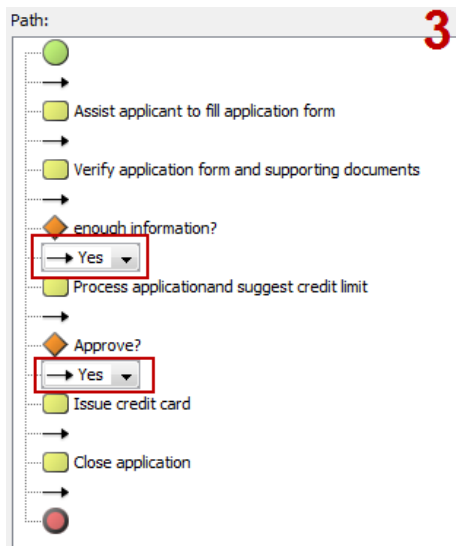 Path:
3
Assist applicant to fill application form
Verify application form and supporting documents
enough information?
Yes
Process applicationand suggest credit limit
Approve?
Yes
Issue credit card
Close application